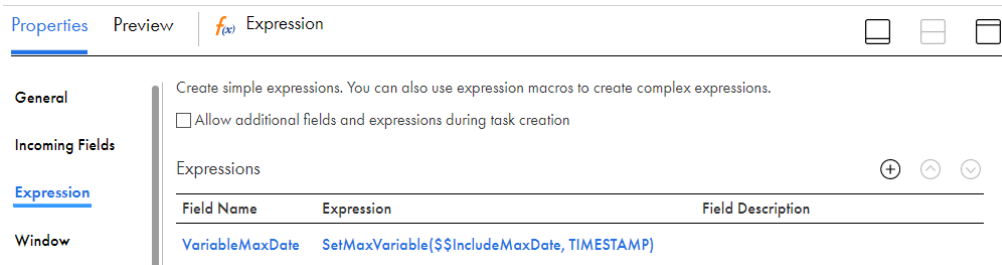 Properties Preview f(x) Expression
General
Create simple expressions. You can also use expression macros to create complex expressions.
Allow additional fields and expressions during task creation
Incoming Fields
Expressions
Expression
Field Name Expression Field Description
Window
VariableMaxDate SetMaxVariable($$IncludeMaxDate, TIMESTAMP)